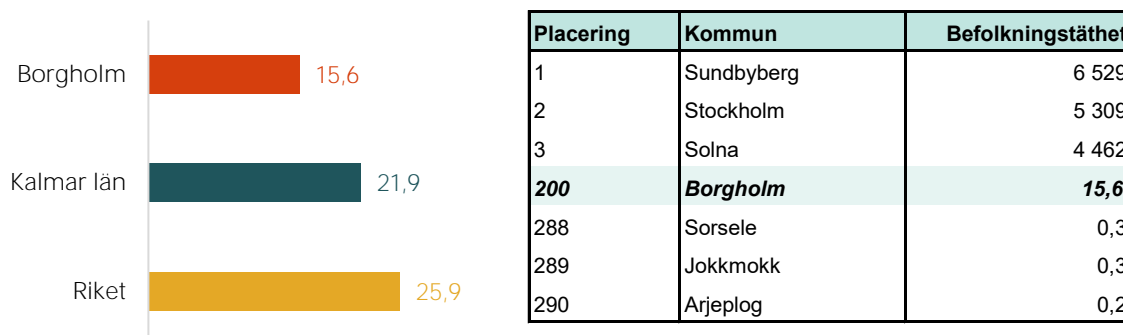 Borgholm 15,6
Kalmar län 21,9
Riket 25,9
Placering Kommun Befolkningstäthet
1 Sundbyberg 6 529
2 Stockholm 5 309
3 Solna 4 462
200 Borgholm 15,6
288 Sorsele 0,3
289 Jokkmokk 0,3
290 Arjeplog 0,2